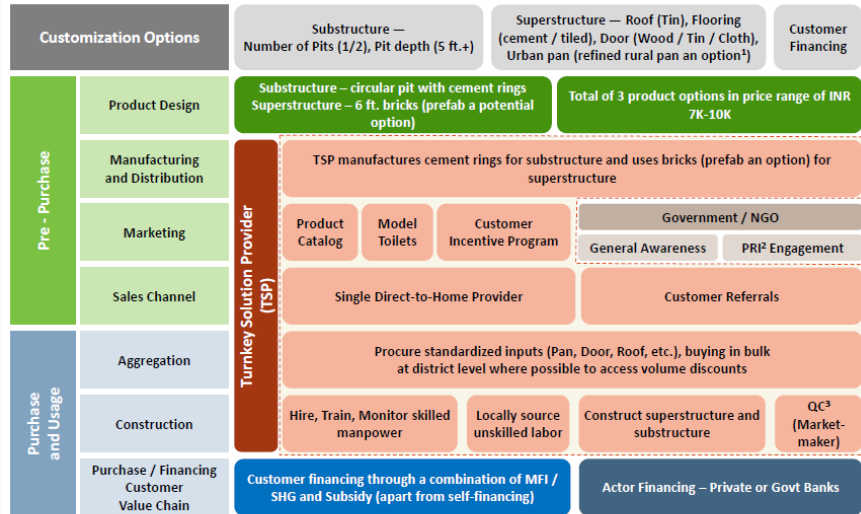 Customization Options
Substructure —
Number of Pits (1/2), Pit depth (5 ft.+)
Superstructure — Roof (Tin), Flooring
(cement / tiled), Door (Wood / Tin / Cloth),
Urban pan (refined rural pan an option¹)
Customer
Financing
Pre - Purchase
Product Design
Substructure – circular pit with cement rings
Superstructure – 6 ft. bricks (prefab a potential
option)
Total of 3 product options in price range of INR
7K-10K
Manufacturing
and Distribution
Turnkey Solution Provider
(TSP)
TSP manufactures cement rings for substructure and uses bricks (prefab an option) for
superstructure
Marketing
Product
Catalog
Model
Toilets
Customer
Incentive Program
Government / NGO
General Awareness
PRI² Engagement
Sales Channel
Single Direct-to-Home Provider
Customer Referrals
Purchase
and Usage
Aggregation
Procure standardized inputs (Pan, Door, Roof, etc.), buying in bulk
at district level where possible to access volume discounts
Construction
Hire, Train, Monitor skilled
manpower
Locally source
unskilled labor
Construct superstructure and
substructure
QC³
(Market-
maker)
Purchase / Financing
Customer
Value Chain
Customer financing through a combination of MFI /
SHG and Subsidy (apart from self-financing)
Actor Financing – Private or Govt Banks